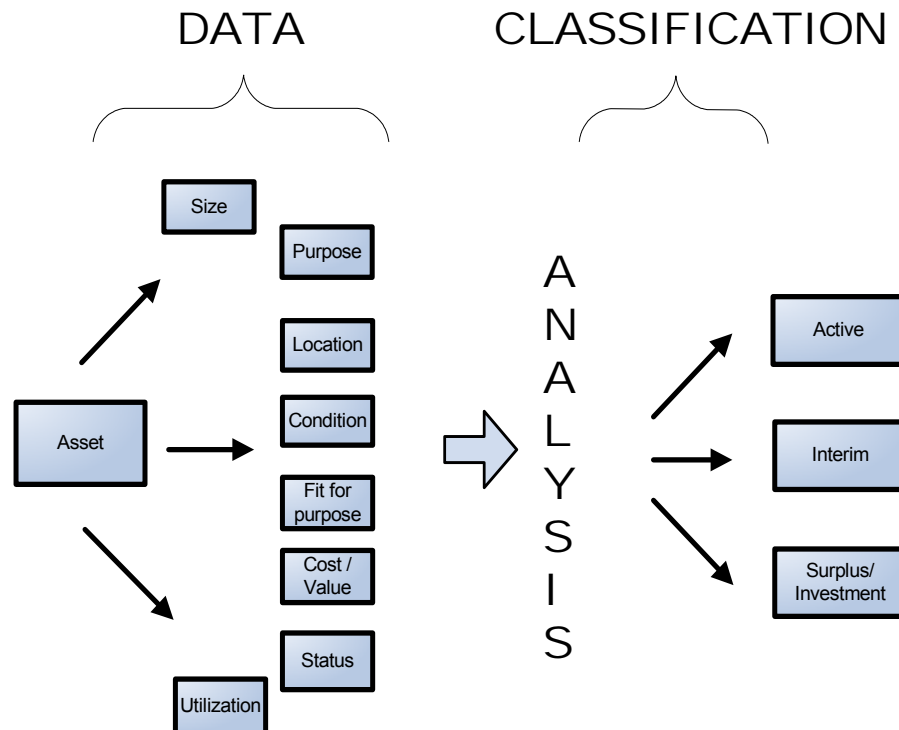 DATA
CLASSIFICATION
Size
Purpose
Location
Asset
Condition
Fit for
purpose
Cost /
Value
Status
Utilization
A
N
A
L
Y
S
I
S
Active
Interim
Surplus/
Investment